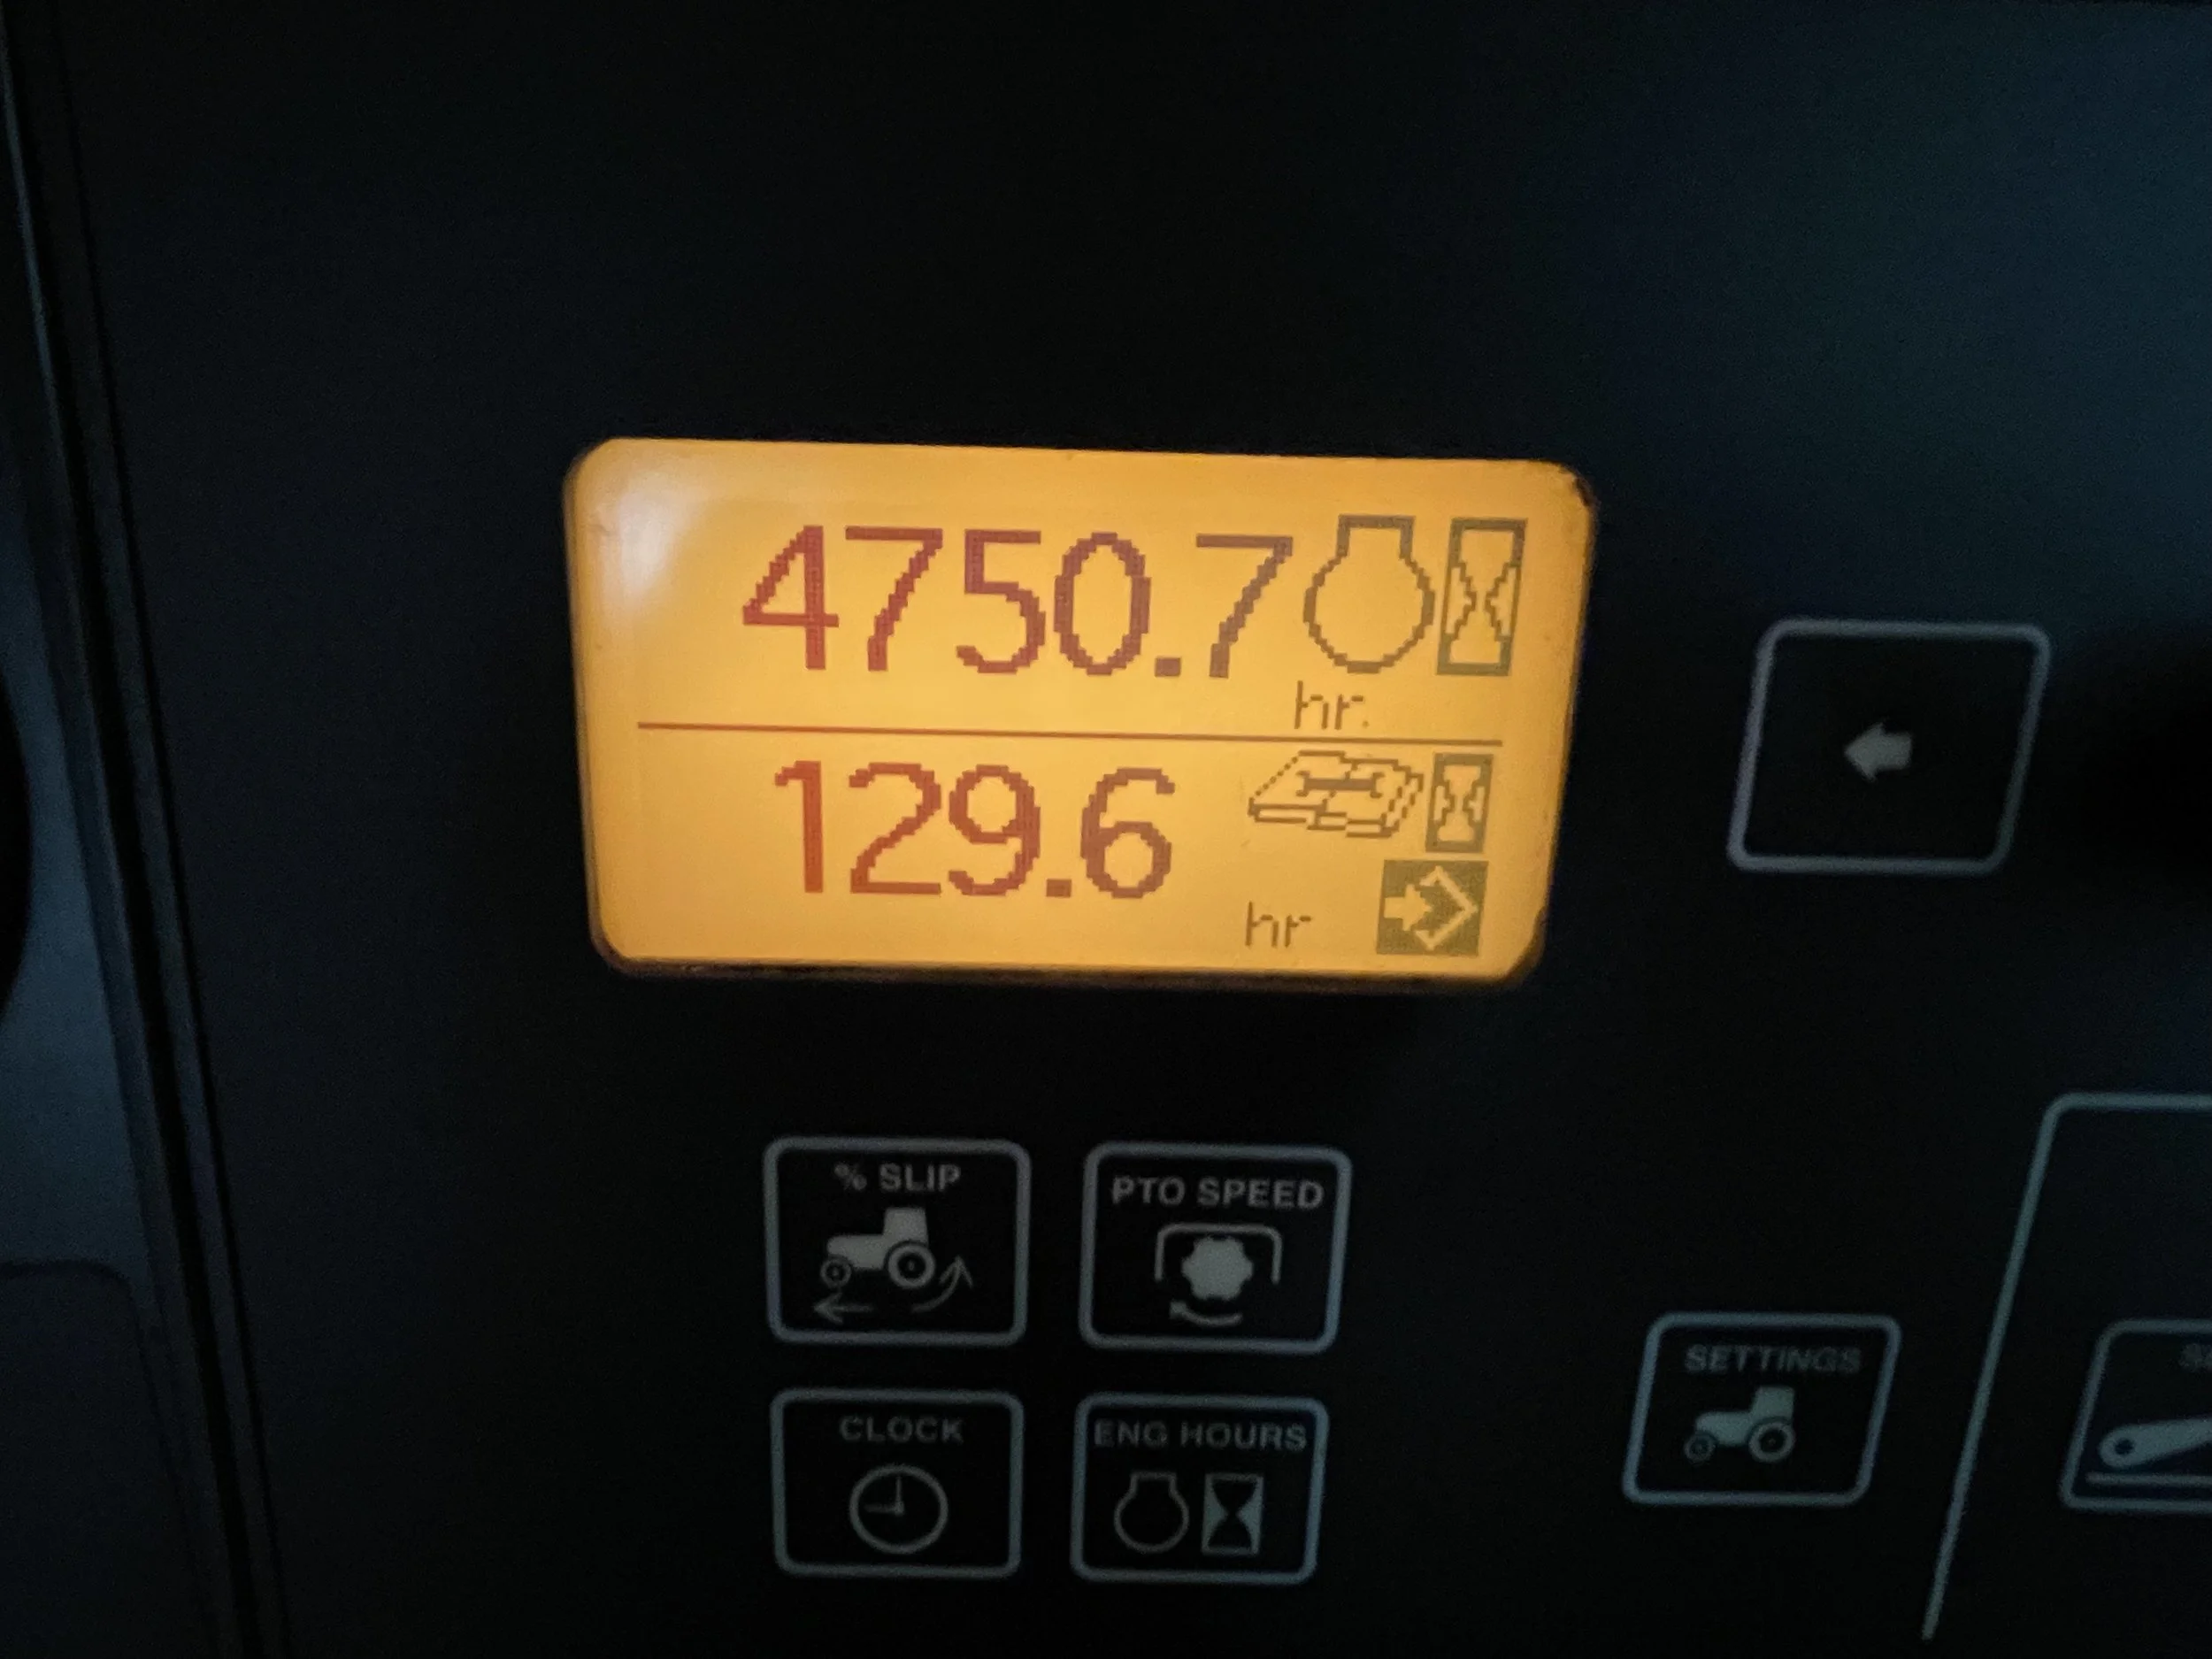 4750.7
hr.
129.6
hr
% SLIP
PTO SPEED
CLOCK
ENG HOURS
SETTINGS